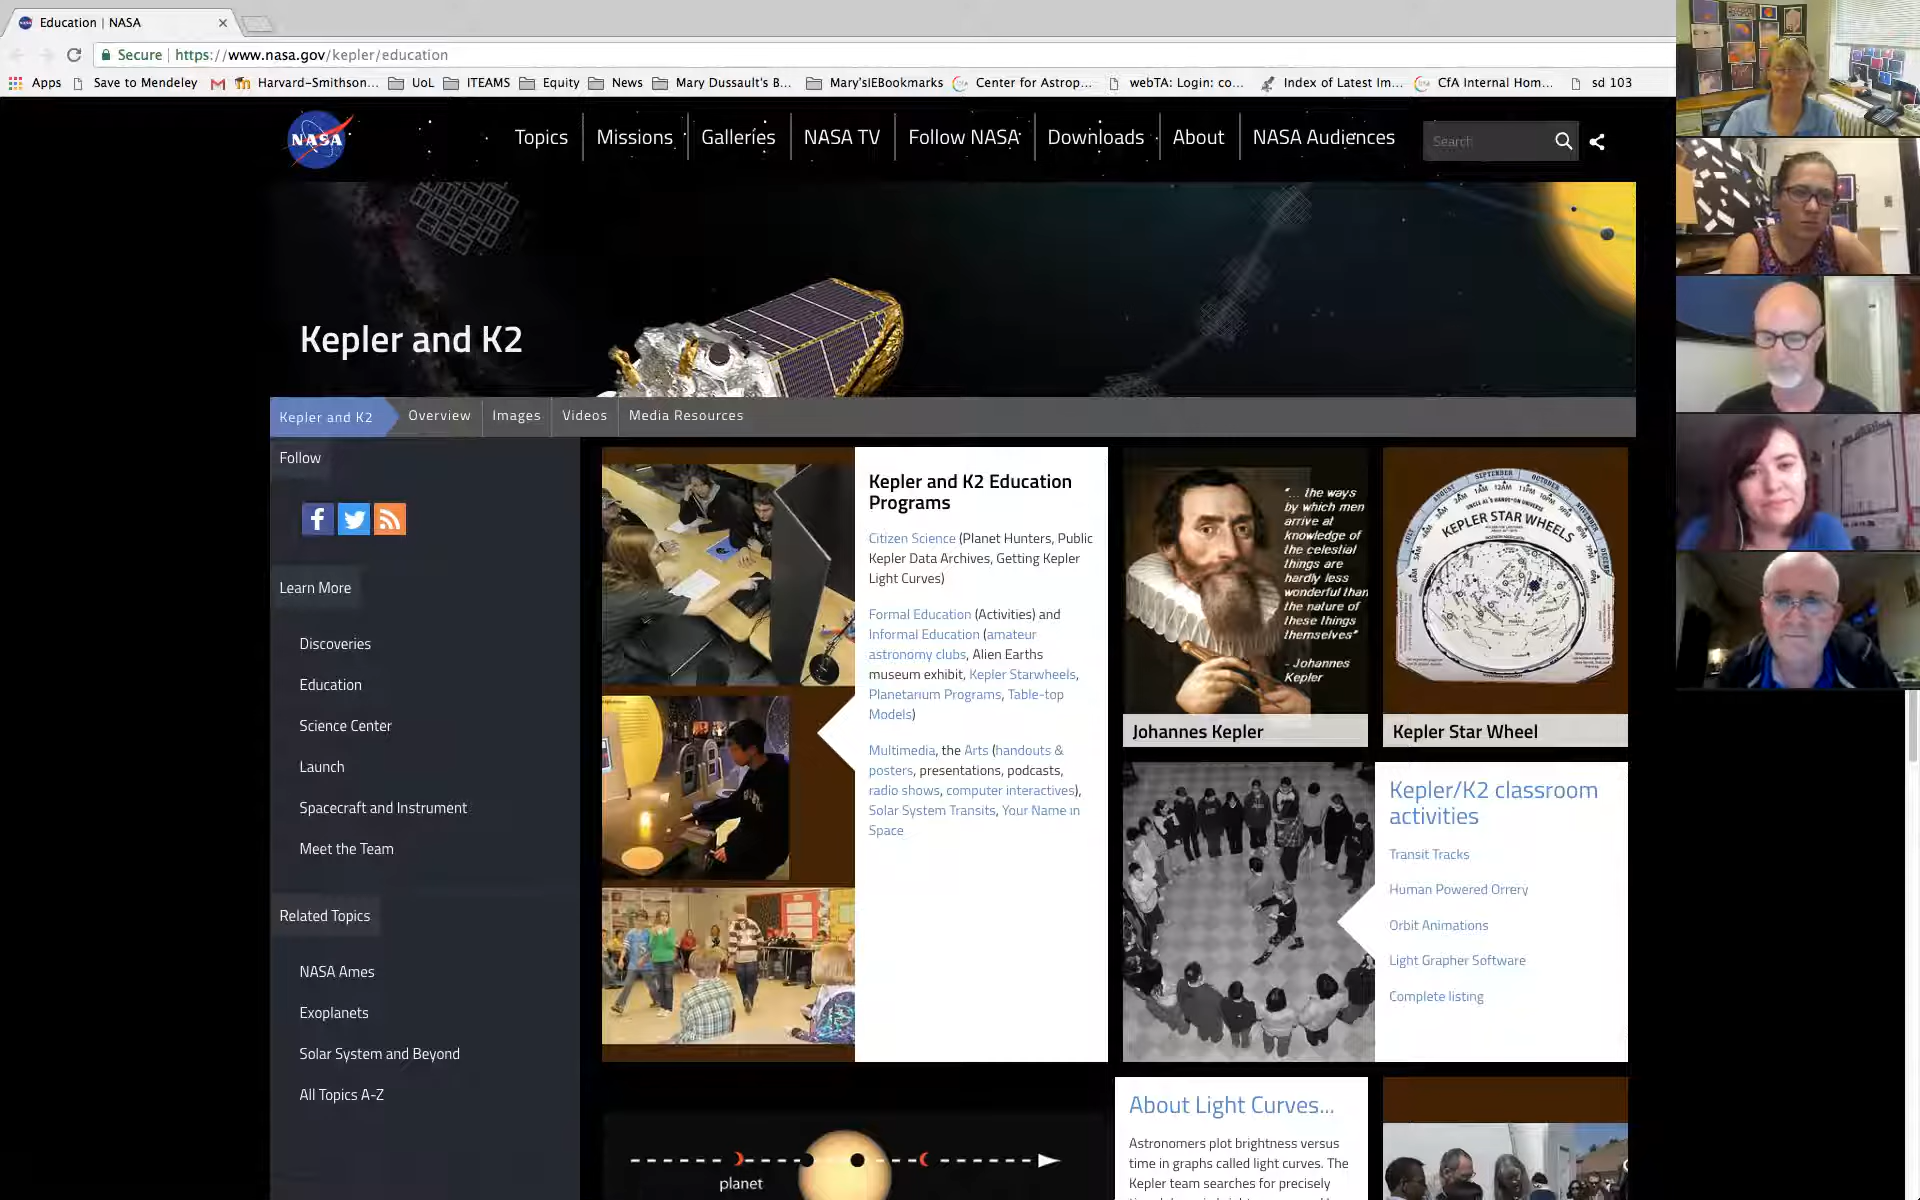 Education | NASA
Secure https://www.nasa.gov/kepler/education
Apps Save to Mendeley Harvard-Smithson... UoL ITEAMS Equity News Mary Dussault's B... Mary'sIEBookmarks Center for Astrop... webTA: Login: co... Index of Latest Im... CfA Internal Hom... sd 103
NASA
Topics Missions Galleries NASA TV Follow NASA Downloads About NASA Audiences Search
Kepler and K2
Kepler and K2 Overview Images Videos Media Resources
Follow
Learn More
Discoveries
Education
Science Center
Launch
Spacecraft and Instrument
Meet the Team
Related Topics
NASA Ames
Exoplanets
Solar System and Beyond
All Topics A-Z
Kepler and K2 Education
Programs
Citizen Science (Planet Hunters, Public
Kepler Data Archives, Getting Kepler
Light Curves)
Formal Education (Activities) and
Informal Education (amateur
astronomy clubs, Alien Earths
museum exhibit, Kepler Starwheels,
Planetarium Programs, Table-top
Models)
Multimedia, the Arts (handouts &
posters, presentations, podcasts,
radio shows, computer interactives),
Solar System Transits, Your Name in
Space
"... the ways
by which men
arrive at
knowledge of
the celestial
things are
hardly less
wonderful than
the nature of
these things
themselves"
- Johannes
Kepler
Johannes Kepler
AUGUST SEPTEMBER OCTOBER NOVEMBER
KEPLER STAR WHEELS
Kepler Star Wheel
Kepler/K2 classroom
activities
Transit Tracks
Human Powered Orrery
Orbit Animations
Light Grapher Software
Complete listing
planet
About Light Curves...
Astronomers plot brightness versus
time in graphs called light curves. The
Kepler team searches for precisely